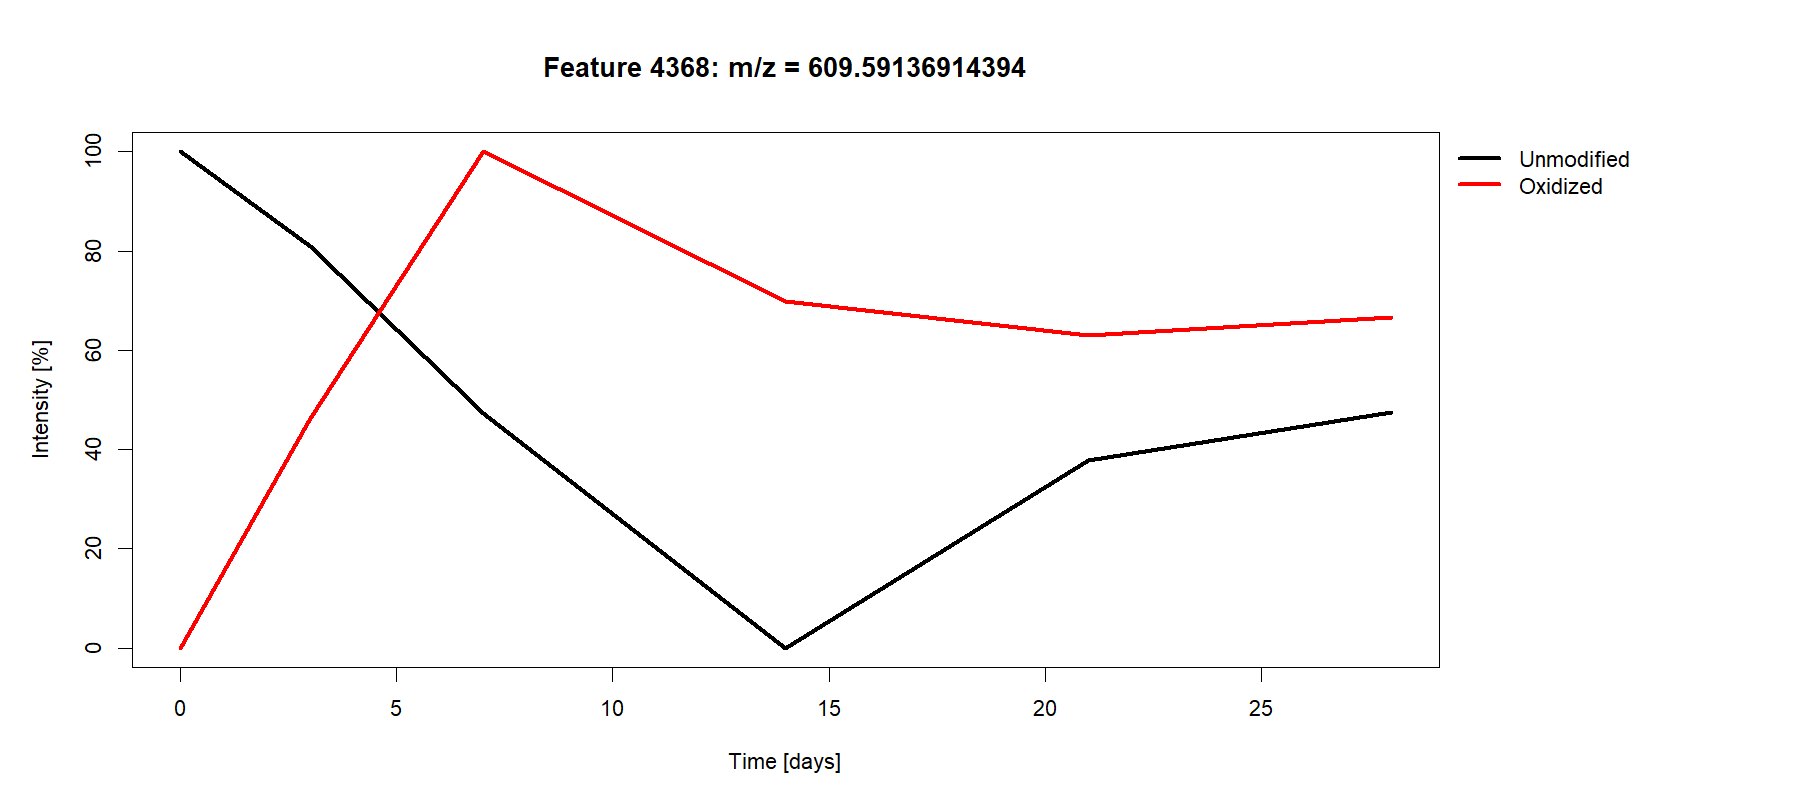 Feature 4368: m/z = 609.59136914394
Unmodified
Oxidized
Intensity [%]
100
80
60
40
20
0
0 5 10 15 20 25
Time [days]